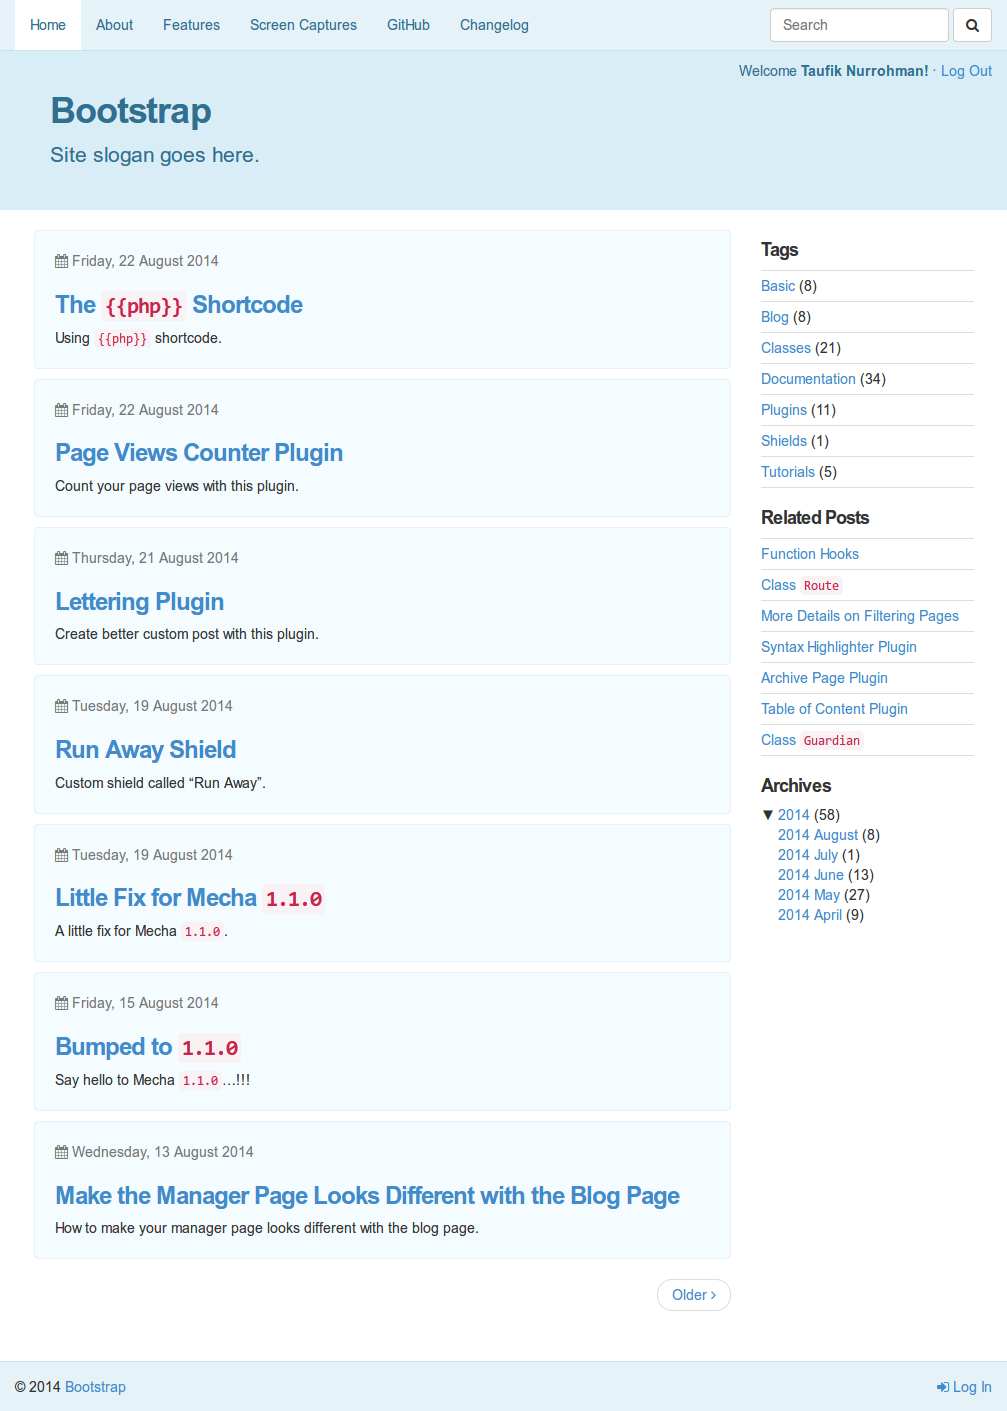 Home About Features Screen Captures GitHub Changelog Search
Welcome Taufik Nurrohman! · Log Out
Bootstrap
Site slogan goes here.
Friday, 22 August 2014
The {{php}} Shortcode
Using {{php}} shortcode.
Friday, 22 August 2014
Page Views Counter Plugin
Count your page views with this plugin.
Thursday, 21 August 2014
Lettering Plugin
Create better custom post with this plugin.
Tuesday, 19 August 2014
Run Away Shield
Custom shield called “Run Away”.
Tuesday, 19 August 2014
Little Fix for Mecha 1.1.0
A little fix for Mecha 1.1.0.
Friday, 15 August 2014
Bumped to 1.1.0
Say hello to Mecha 1.1.0…!!!
Wednesday, 13 August 2014
Make the Manager Page Looks Different with the Blog Page
How to make your manager page looks different with the blog page.
Older ›
Tags
Basic (8)
Blog (8)
Classes (21)
Documentation (34)
Plugins (11)
Shields (1)
Tutorials (5)
Related Posts
Function Hooks
Class Route
More Details on Filtering Pages
Syntax Highlighter Plugin
Archive Page Plugin
Table of Content Plugin
Class Guardian
Archives
▼ 2014 (58)
2014 August (8)
2014 July (1)
2014 June (13)
2014 May (27)
2014 April (9)
© 2014 Bootstrap
Log In